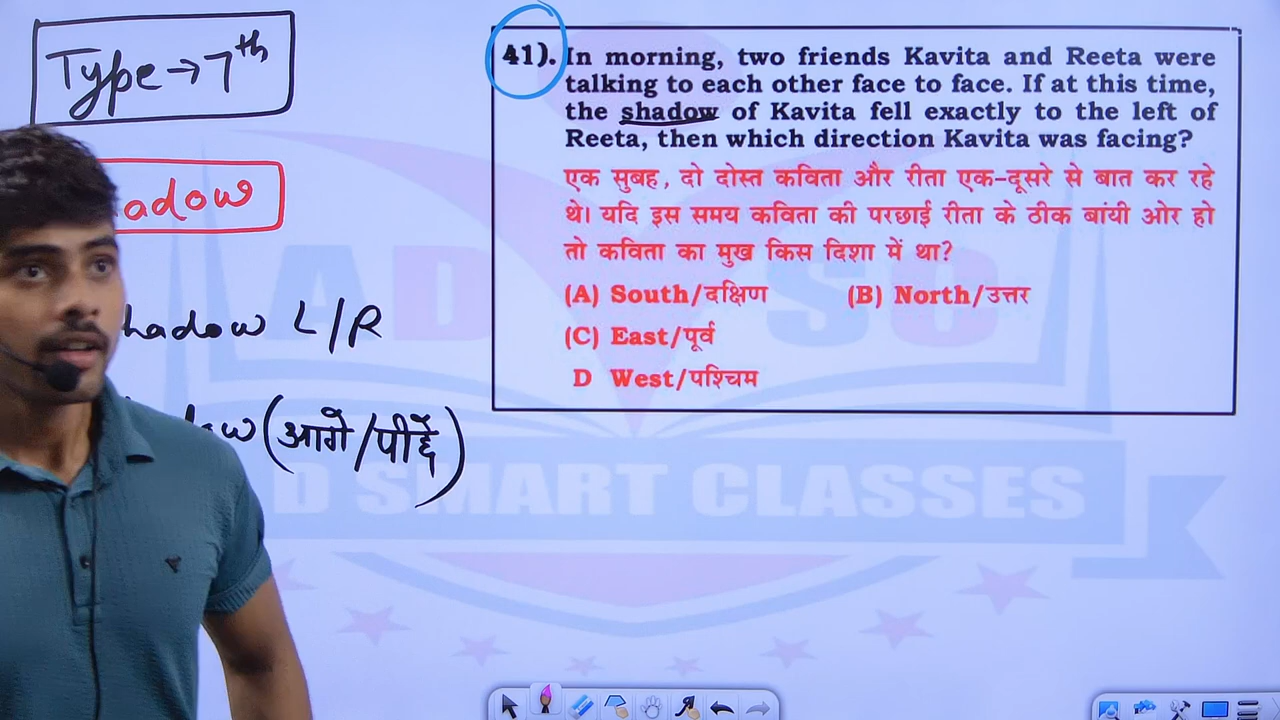 Type → 7th
adow
hadow L/R
ow (आगे/पीछे)
41). In morning, two friends Kavita and Reeta were
talking to each other face to face. If at this time,
the shadow of Kavita fell exactly to the left of
Reeta, then which direction Kavita was facing?
एक सुबह, दो दोस्त कविता और रीता एक-दूसरे से बात कर रहे
थे। यदि इस समय कविता की परछाई रीता के ठीक बांयी ओर हो
तो कविता का मुख किस दिशा में था?
(A) South/दक्षिण (B) North/उत्तर
(C) East/पूर्व
D West/पश्चिम
D SMART CLASSES